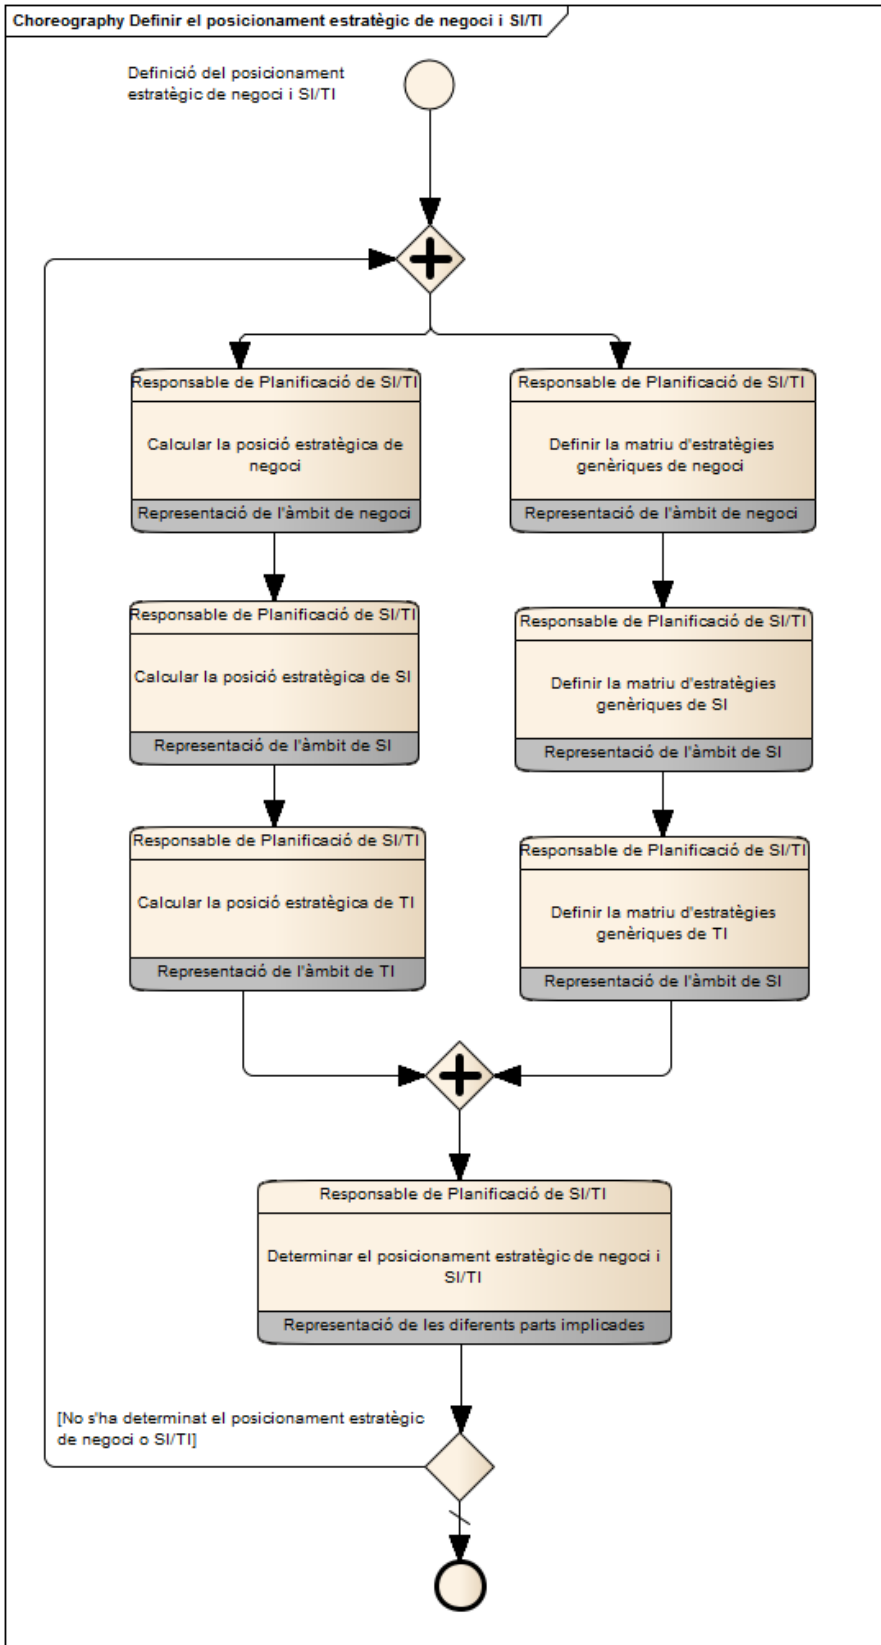 Choreography Definir el posicionament estratègic de negoci i SI/TI
Definició del posicionament
estratègic de negoci i SI/TI
Responsable de Planificació de SI/TI
Calcular la posició estratègica de
negoci
Representació de l'àmbit de negoci
Responsable de Planificació de SI/TI
Definir la matriu d'estratègies
genèriques de negoci
Representació de l'àmbit de negoci
Responsable de Planificació de SI/TI
Calcular la posició estratègica de SI
Representació de l'àmbit de SI
Responsable de Planificació de SI/TI
Definir la matriu d'estratègies
genèriques de SI
Representació de l'àmbit de SI
Responsable de Planificació de SI/TI
Calcular la posició estratègica de TI
Representació de l'àmbit de TI
Responsable de Planificació de SI/TI
Definir la matriu d'estratègies
genèriques de TI
Representació de l'àmbit de SI
Responsable de Planificació de SI/TI
Determinar el posicionament estratègic de negoci i
SI/TI
Representació de les diferents parts implicades
[No s'ha determinat el posicionament estratègic
de negoci o SI/TI]